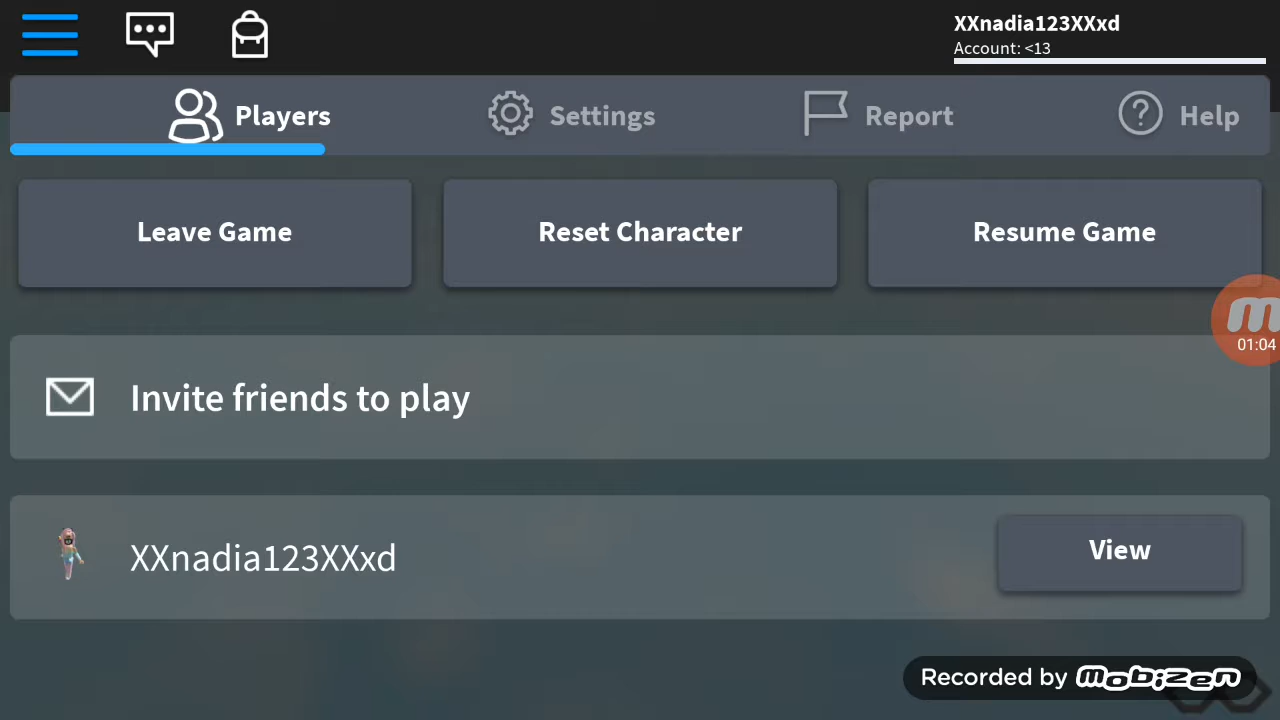 XXnadia123XXxd
Account: <13
Players
Settings
Report
Help
Leave Game
Reset Character
Resume Game
01:04
Invite friends to play
XXnadia123XXxd
View
Recorded by mobizen